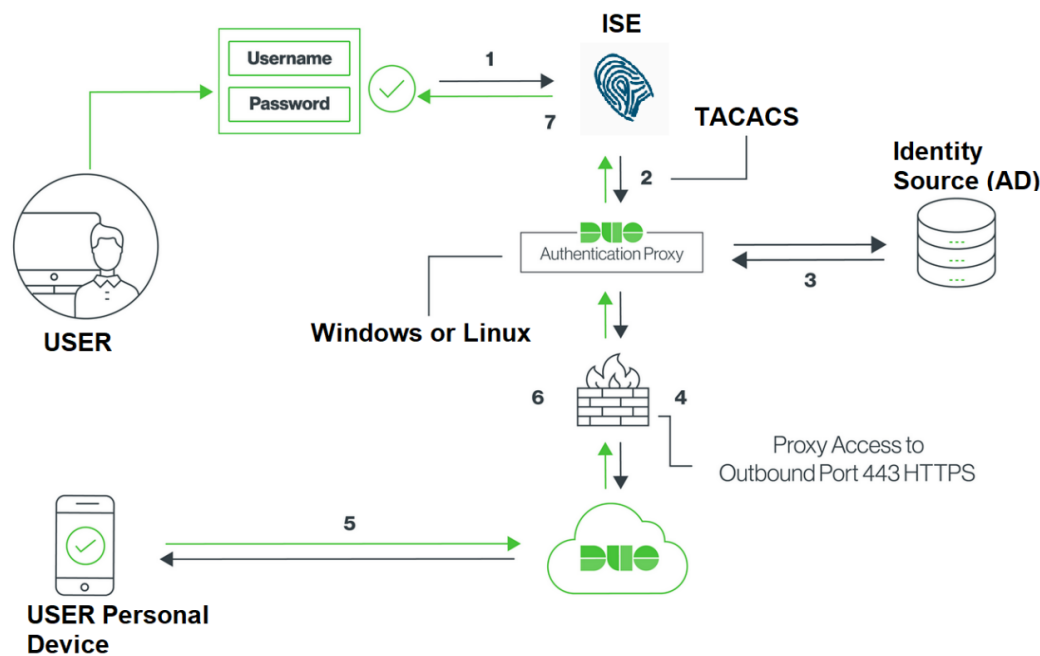 ISE
Username
Password
1
7
TACACS
2
Identity
Source (AD)
DUO
Authentication Proxy
3
USER
Windows or Linux
6
4
Proxy Access to
Outbound Port 443 HTTPS
5
DUO
USER Personal
Device